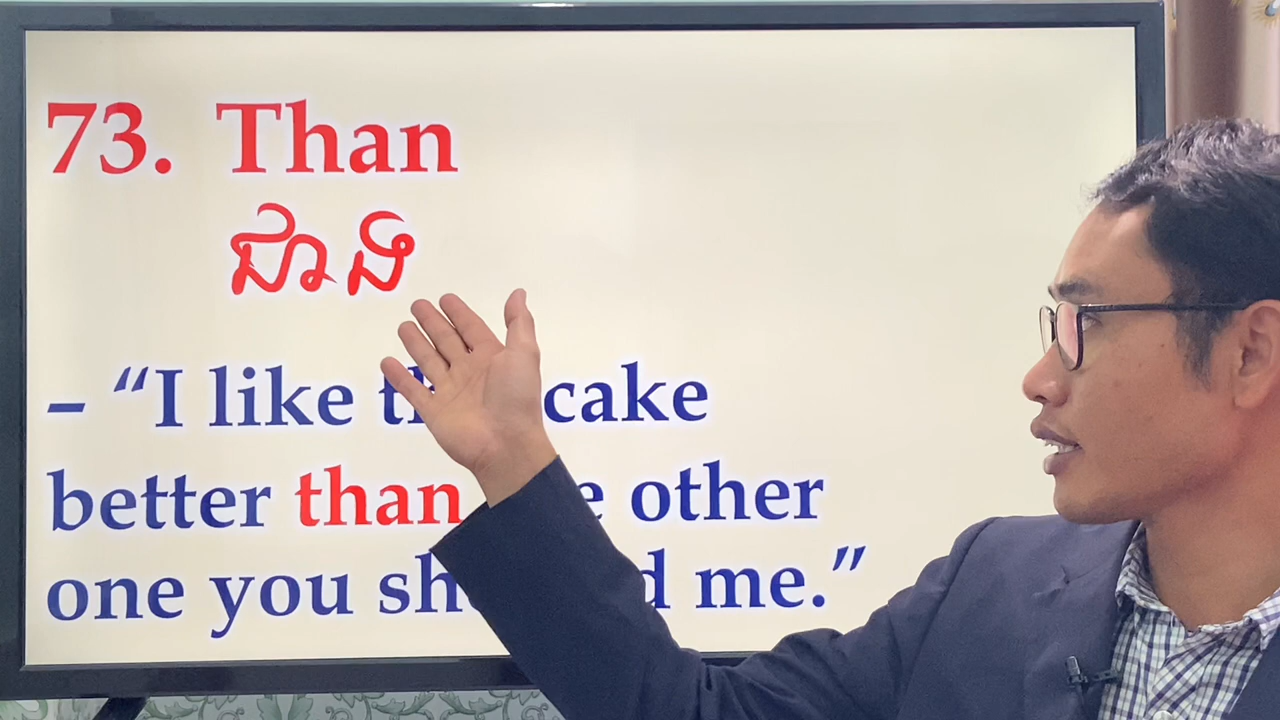 73. Than
ជាង
– “I like cake
better than other
one you me.”